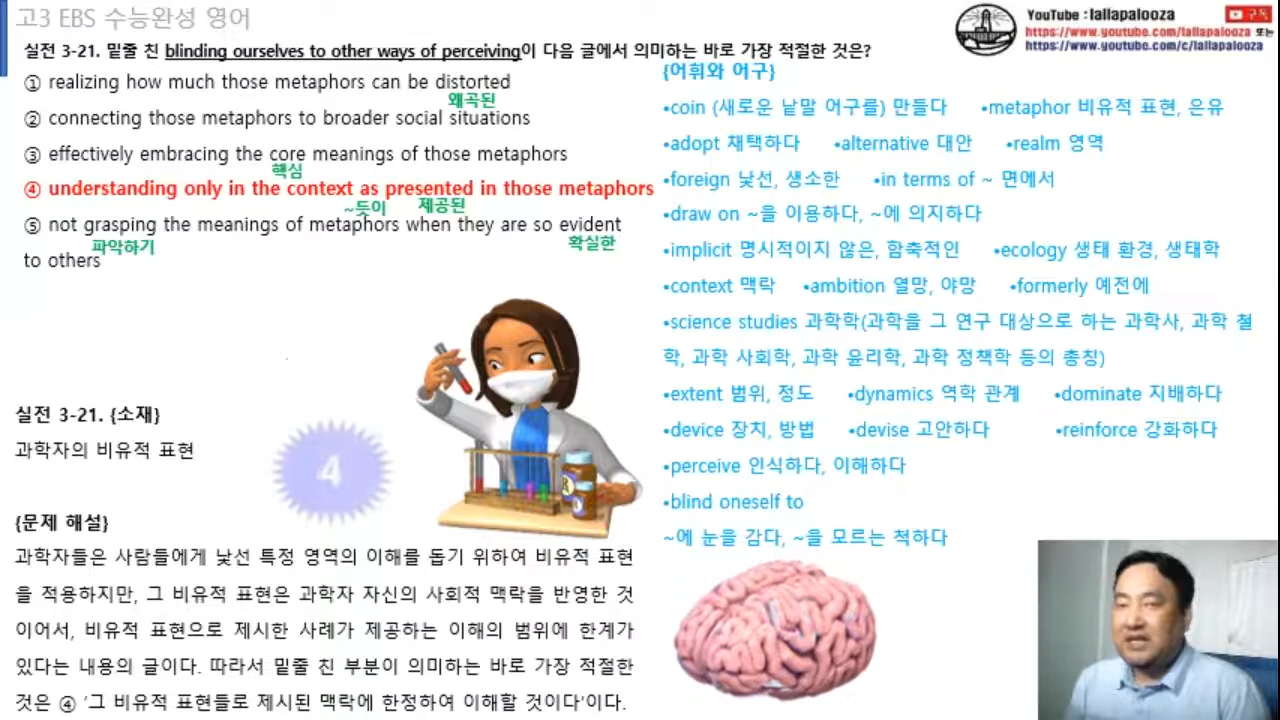 고3 EBS 수능완성 영어
YouTube : lallapalooza
구독
https://www.youtube.com/lallapalooza 또는
https://www.youtube.com/c/lallapalooza
실전 3-21. 밑줄 친 blinding ourselves to other ways of perceiving이 다음 글에서 의미하는 바로 가장 적절한 것은?
① realizing how much those metaphors can be distorted
왜곡된
② connecting those metaphors to broader social situations
③ effectively embracing the core meanings of those metaphors
핵심
④ understanding only in the context as presented in those metaphors
~듯이 제공된
⑤ not grasping the meanings of metaphors when they are so evident
파악하기 확실한
to others
{어휘와 어구}
•coin (새로운 낱말 어구를) 만들다 •metaphor 비유적 표현, 은유
•adopt 채택하다 •alternative 대안 •realm 영역
•foreign 낯선, 생소한 •in terms of ~ 면에서
•draw on ~을 이용하다, ~에 의지하다
•implicit 명시적이지 않은, 함축적인 •ecology 생태 환경, 생태학
•context 맥락 •ambition 열망, 야망 •formerly 예전에
•science studies 과학학(과학을 그 연구 대상으로 하는 과학사, 과학 철
학, 과학 사회학, 과학 윤리학, 과학 정책학 등의 총칭)
•extent 범위, 정도 •dynamics 역학 관계 •dominate 지배하다
•device 장치, 방법 •devise 고안하다 •reinforce 강화하다
•perceive 인식하다, 이해하다
•blind oneself to
~에 눈을 감다, ~을 모르는 척하다
실전 3-21. {소재}
과학자의 비유적 표현
4
{문제 해설}
과학자들은 사람들에게 낯선 특정 영역의 이해를 돕기 위하여 비유적 표현
을 적용하지만, 그 비유적 표현은 과학자 자신의 사회적 맥락을 반영한 것
이어서, 비유적 표현으로 제시한 사례가 제공하는 이해의 범위에 한계가
있다는 내용의 글이다. 따라서 밑줄 친 부분이 의미하는 바로 가장 적절한
것은 ④ ‘그 비유적 표현들로 제시된 맥락에 한정하여 이해할 것이다’이다.